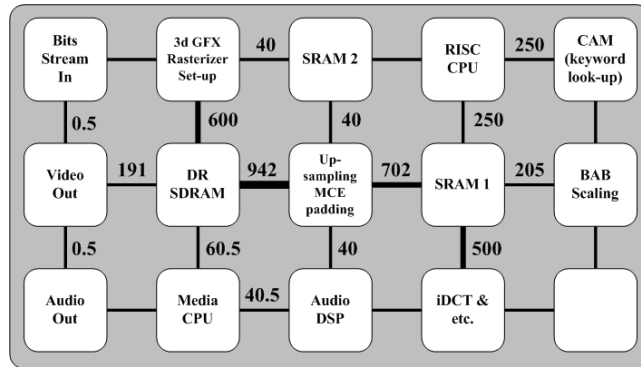 Bits
Stream
In
3d GFX
Rasterizer
Set-up
40
SRAM 2
RISC
CPU
250
CAM
(keyword
look-up)
0.5
600
40
250
Video
Out
191
DR
SDRAM
942
Up-
sampling
MCE
padding
702
SRAM 1
205
BAB
Scaling
0.5
60.5
40
500
Audio
Out
Media
CPU
40.5
Audio
DSP
iDCT &
etc.